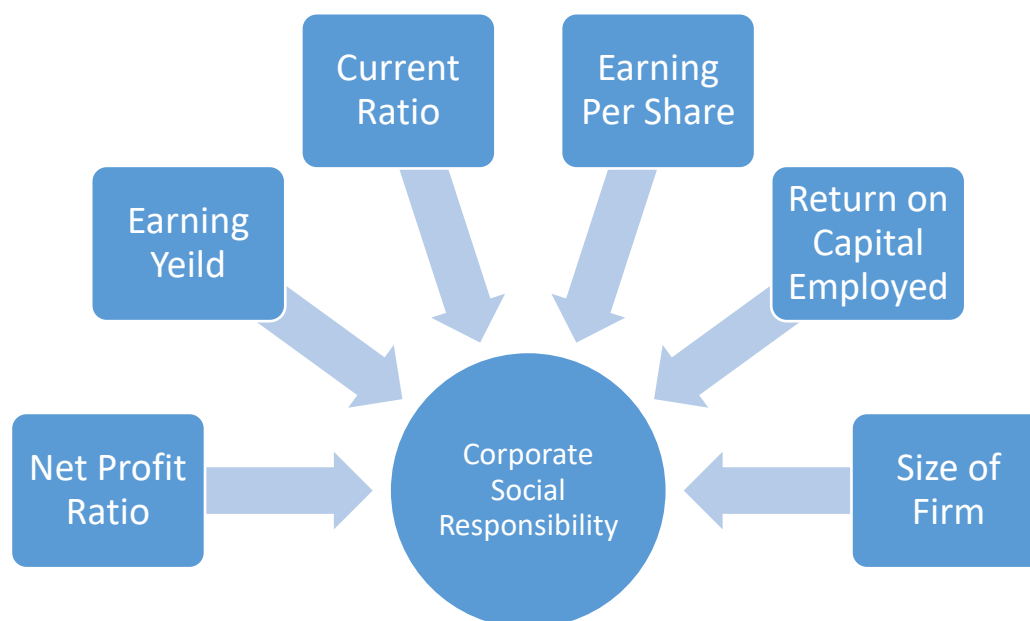 Current
Ratio
Earning
Per Share
Earning
Yeild
Return on
Capital
Employed
Net Profit
Ratio
Corporate
Social
Responsibility
Size of
Firm